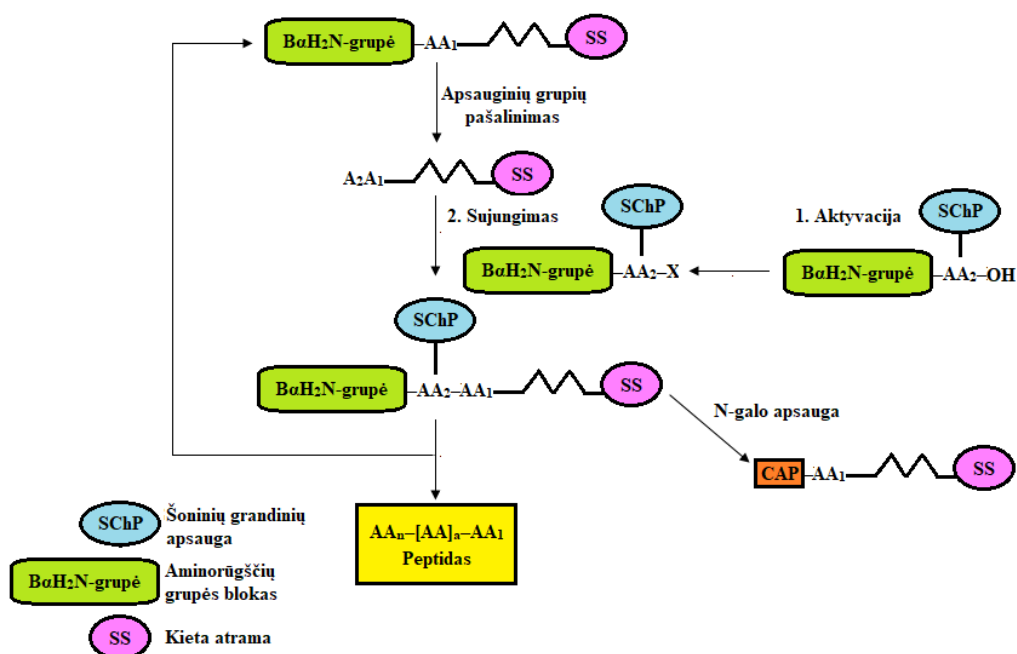 BαH₂N-grupė
–AA₁
SS
Apsauginių grupių
pašalinimas
A₂A₁
SS
2. Sujungimas
SChP
BαH₂N-grupė
–AA₂–X
1. Aktyvacija
SChP
BαH₂N-grupė
–AA₂–OH
SChP
BαH₂N-grupė
–AA₂–AA₁
SS
N-galo apsauga
CAP
–AA₁
SS
AAₙ–[AA]ₐ–AA₁
Peptidas
SChP
Šoninių grandinių
apsauga
BαH₂N-grupė
Aminorūgščių
grupės blokas
SS
Kieta atrama